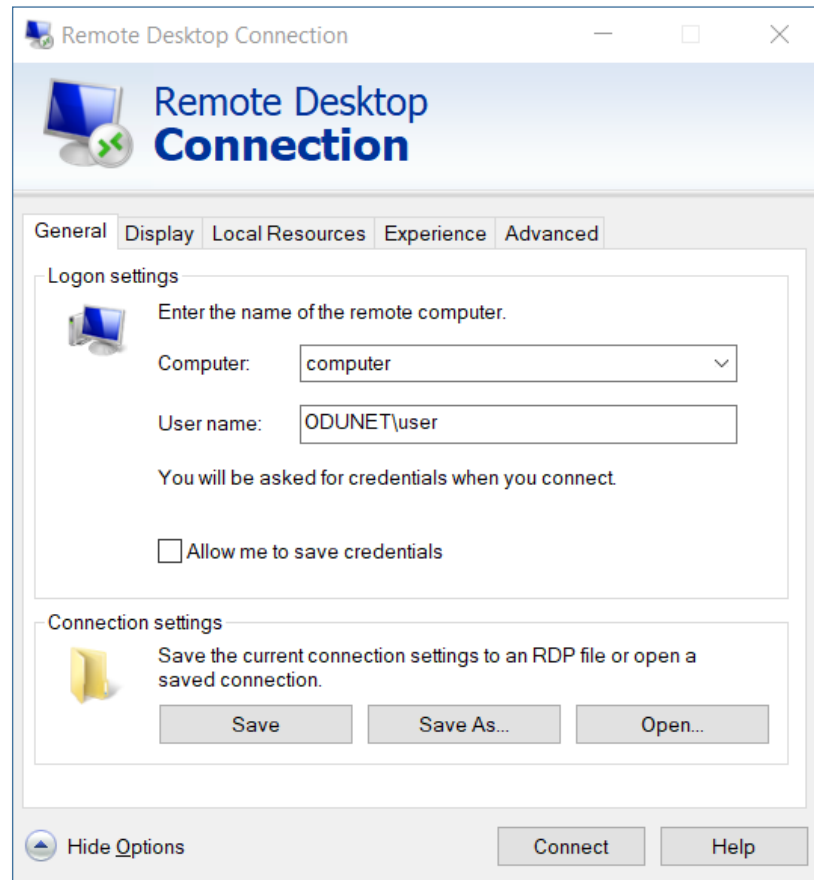 Remote Desktop Connection
Remote Desktop
Connection
General Display Local Resources Experience Advanced
Logon settings
Enter the name of the remote computer.
Computer: computer
User name: ODUNET\user
You will be asked for credentials when you connect.
Allow me to save credentials
Connection settings
Save the current connection settings to an RDP file or open a
saved connection.
Save Save As... Open...
Hide Options Connect Help